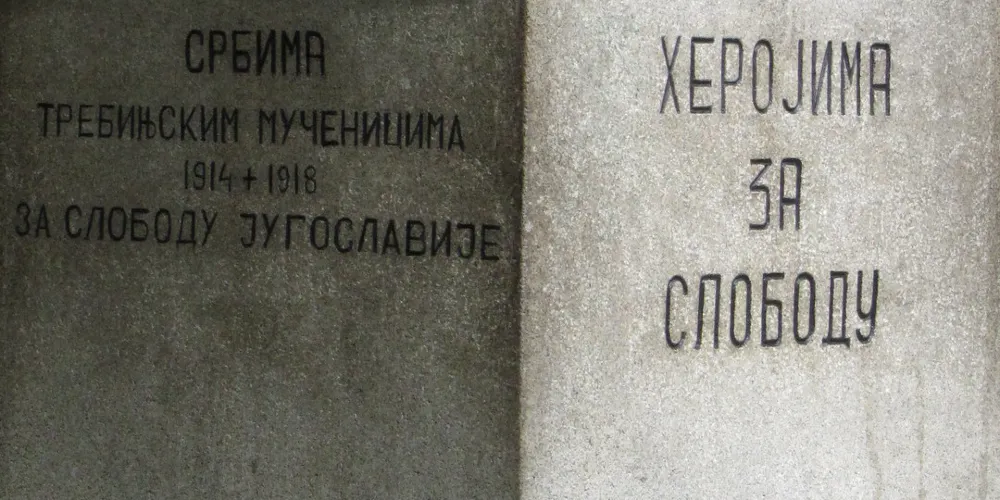 СРБИМА
ТРЕБИЊСКИМ МУЧЕНИЦИМА
1914 + 1918
ЗА СЛОБОДУ ЈУГОСЛАВИЈЕ
ХЕРОЈИМА
ЗА
СЛОБОДУ